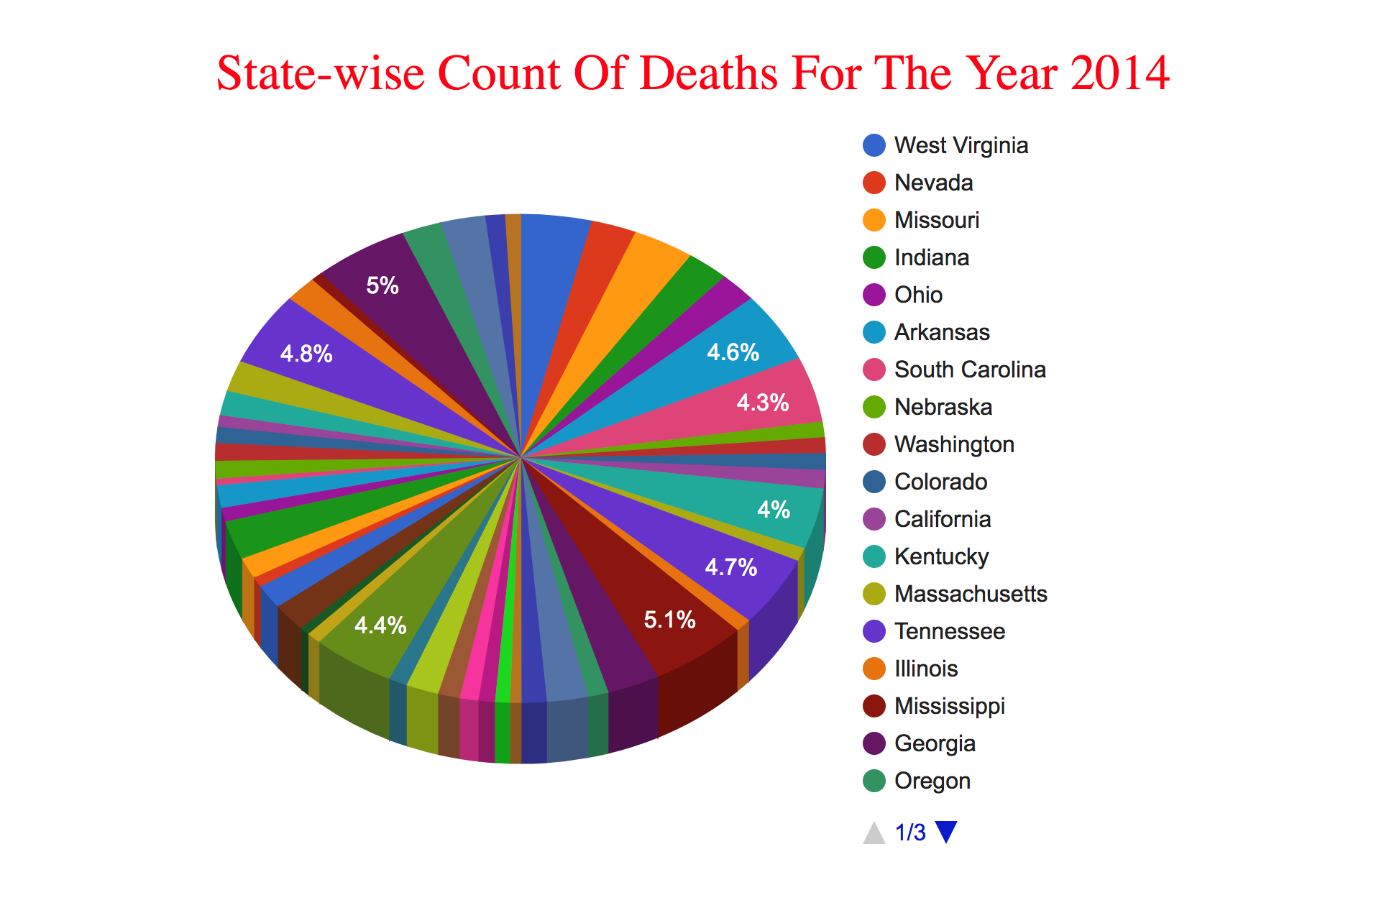 State-wise Count Of Deaths For The Year 2014
West Virginia
Nevada
Missouri
Indiana
Ohio
Arkansas
South Carolina
Nebraska
Washington
Colorado
California
Kentucky
Massachusetts
Tennessee
Illinois
Mississippi
Georgia
Oregon
1/3
5%
4.8%
4.6%
4.3%
4%
4.7%
5.1%
4.4%